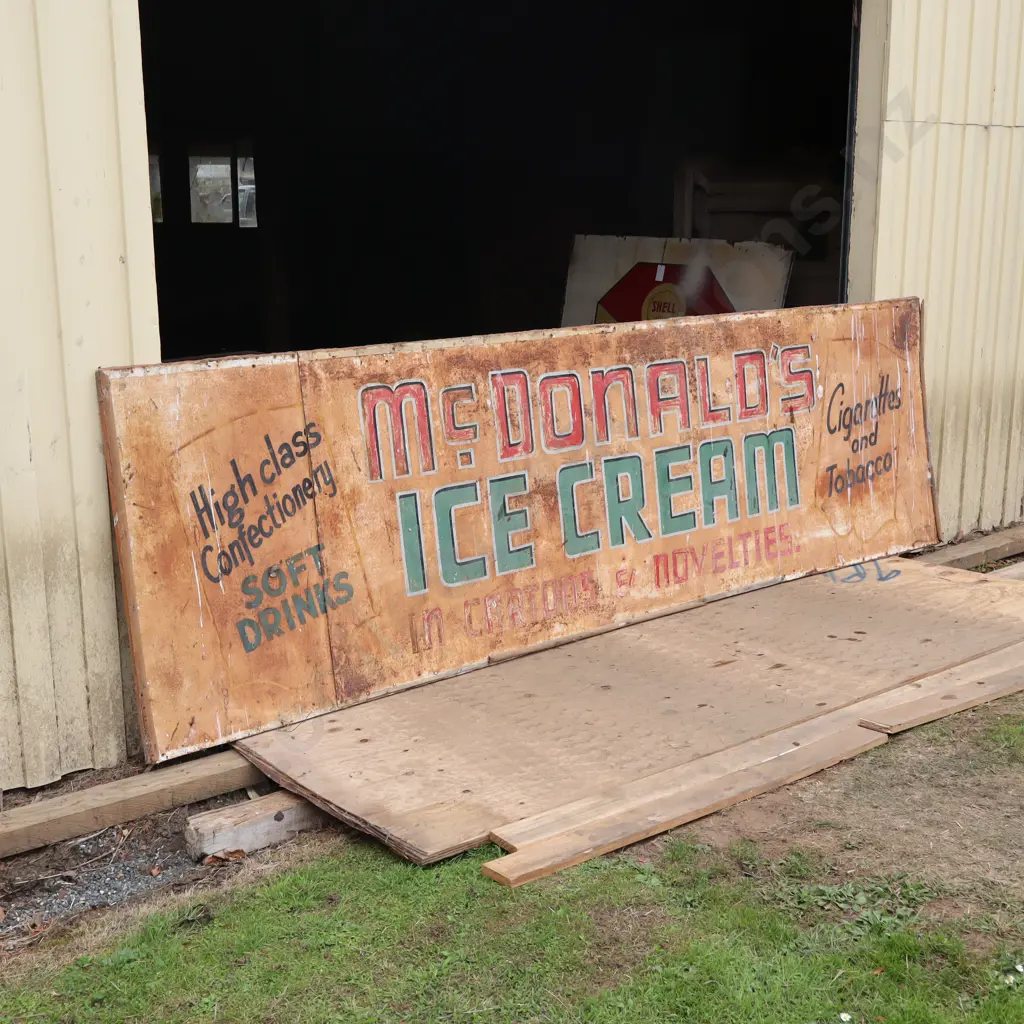 SHELL
McDONALD'S
ICE CREAM
IN CARTONS & NOVELTIES.
High class
Confectionery
SOFT
DRINKS
Cigarettes
and
Tobacco